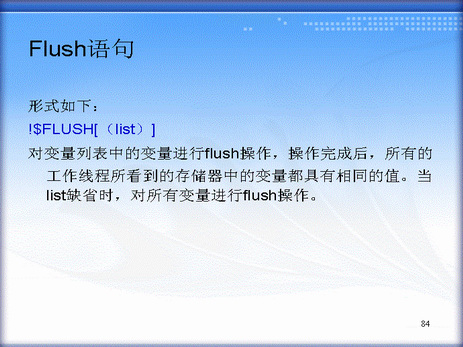 Flush语句
形式如下：
!$FLUSH[（list）]
对变量列表中的变量进行flush操作，操作完成后，所有的
工作线程所看到的存储器中的变量都具有相同的值。当
list缺省时，对所有变量进行flush操作。
84